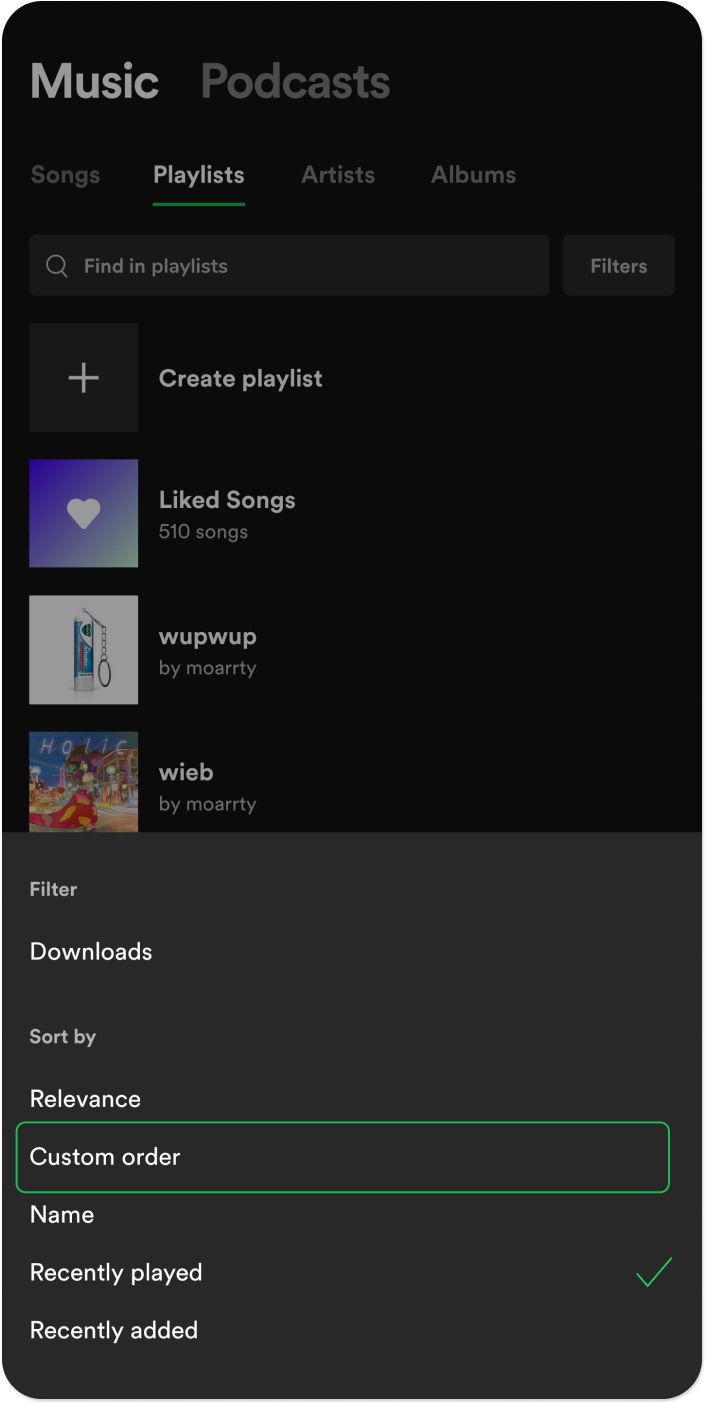 Music Podcasts
Songs Playlists Artists Albums
Find in playlists Filters
Create playlist
Liked Songs
510 songs
wupwup
by moarrty
HOLIC
wieb
by moarrty
Filter
Downloads
Sort by
Relevance
Custom order
Name
Recently played
Recently added